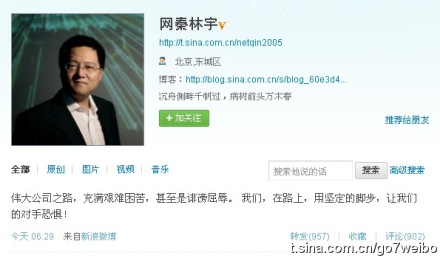 网秦林宇v
http://t.sina.com.cn/netqin2005
北京,东城区
博客：http://blog.sina.com.cn/s/blog_60e3d4...
沉舟侧畔千帆过，病树前头万木春
+加关注
推荐给朋友
全部 | 原创 | 图片 | 视频 | 音乐 搜索他说的话 搜索 高级搜索
伟大公司之路，充满艰难困苦，甚至是诽谤屈辱。 我们，在路上，用坚定的脚步，让我们
的对手恐惧！
今天 06:29 来自新浪微博 转发(957) | 收藏 | 评论(902)
t.sina.com.cn/go7weibo